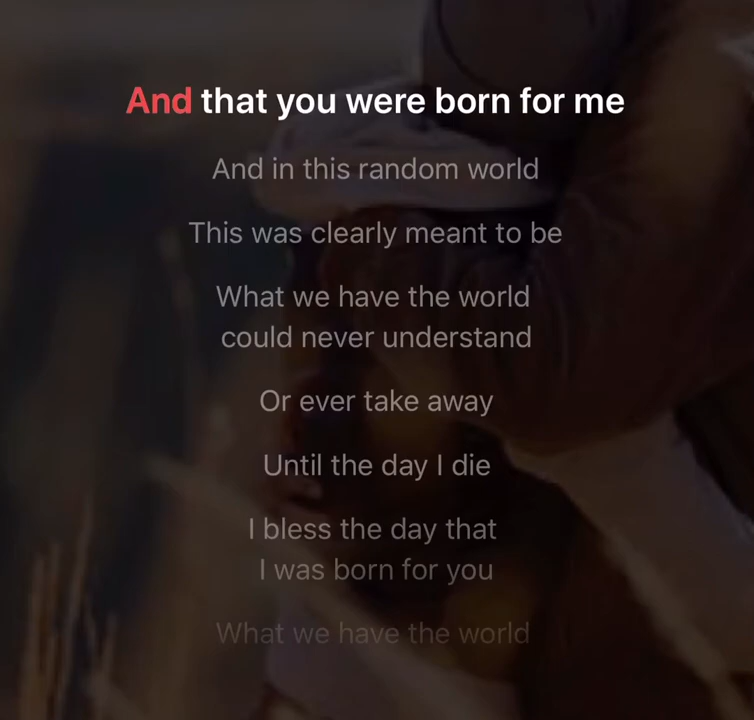 And that you were born for me
And in this random world
This was clearly meant to be
What we have the world
could never understand
Or ever take away
Until the day I die
I bless the day that
I was born for you
What we have the world